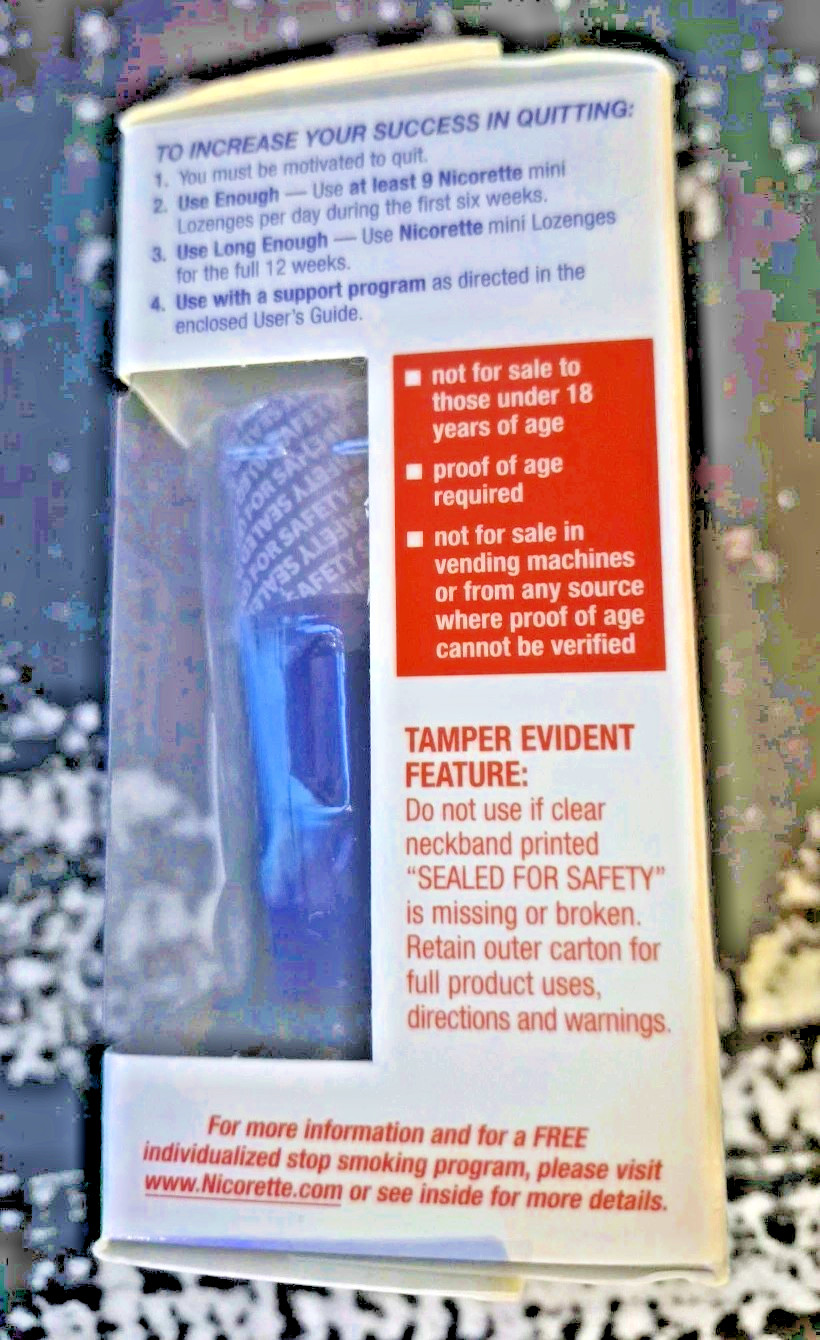 TO INCREASE YOUR SUCCESS IN QUITTING:
1. You must be motivated to quit.
2. Use Enough — Use at least 9 Nicorette mini
Lozenges per day during the first six weeks.
3. Use Long Enough — Use Nicorette mini Lozenges
for the full 12 weeks.
4. Use with a support program as directed in the
enclosed User's Guide.
not for sale to
those under 18
years of age
proof of age
required
not for sale in
vending machines
or from any source
where proof of age
cannot be verified
FOR SAFETY
FOR SAFETY
SAFETY
TAMPER EVIDENT
FEATURE:
Do not use if clear
neckband printed
“SEALED FOR SAFETY”
is missing or broken.
Retain outer carton for
full product uses,
directions and warnings.
For more information and for a FREE
individualized stop smoking program, please visit
www.Nicorette.com or see inside for more details.